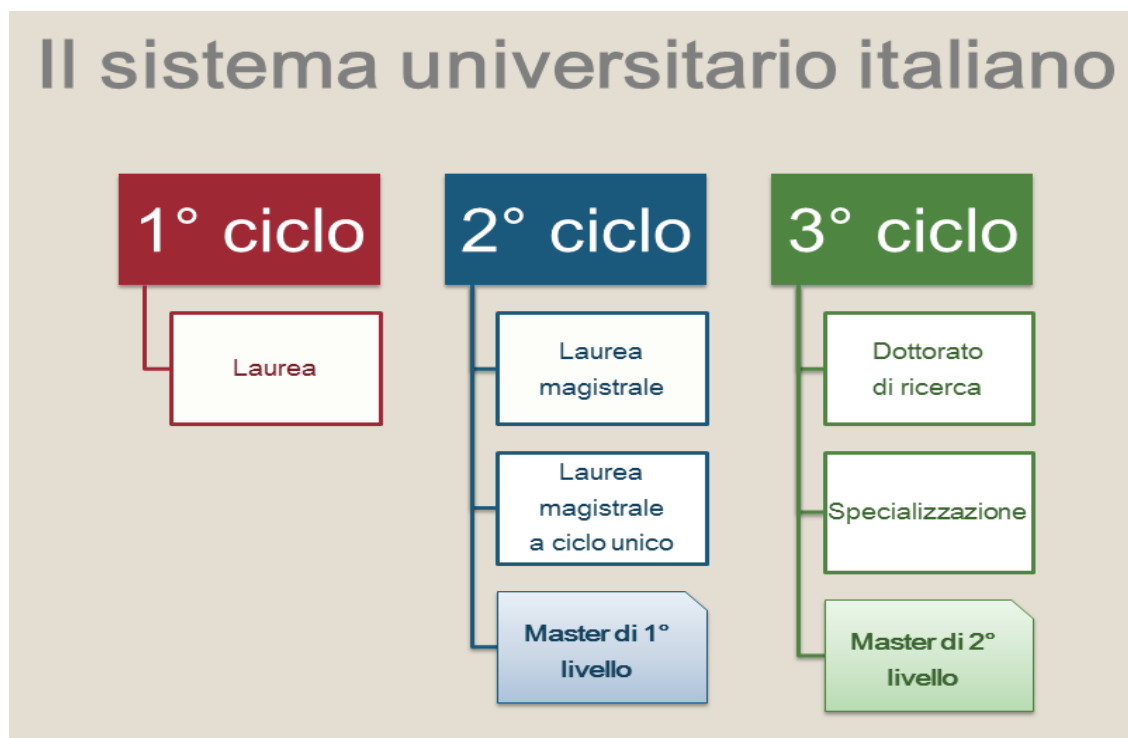 Il sistema universitario italiano
1° ciclo
Laurea
2° ciclo
Laurea
magistrale
Laurea
magistrale
a ciclo unico
Master di 1°
livello
3° ciclo
Dottorato
di ricerca
Specializzazione
Master di 2°
livello